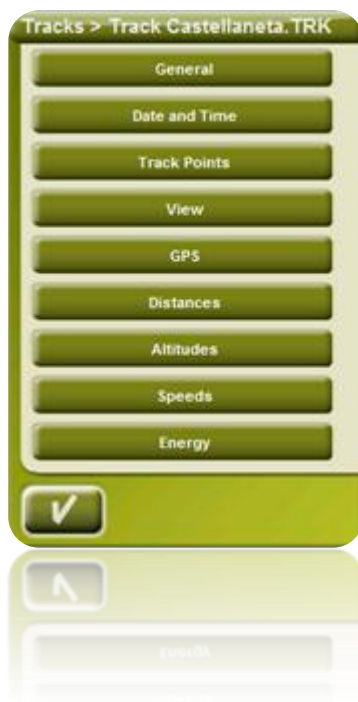 Tracks > Track Castellaneta.TRK
General
Date and Time
Track Points
View
GPS
Distances
Altitudes
Speeds
Energy